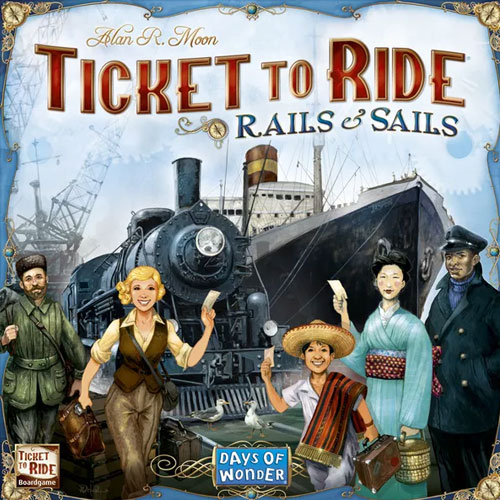 Alan R. Moon
TICKET TO RIDE
RAILS & SAILS
TICKET
TO
RIDE
Boardgame
DAYS OF
WONDER